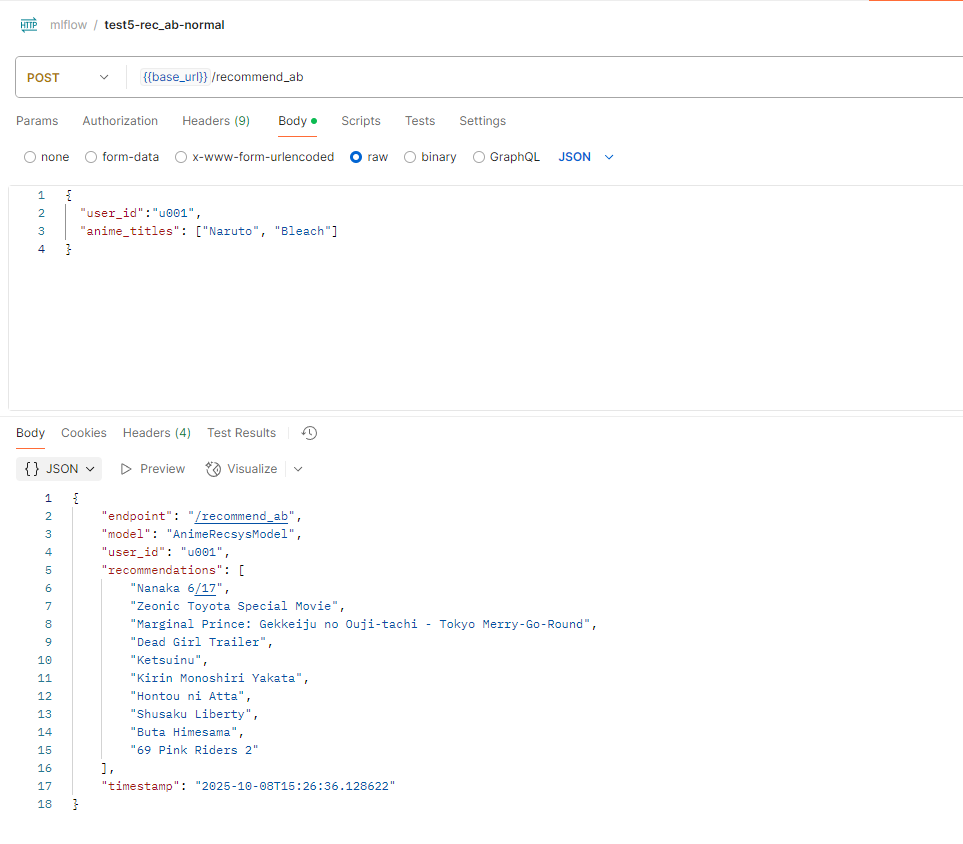 HTTP mlflow / test5-rec_ab-normal
POST {{base_url}} /recommend_ab
Params Authorization Headers (9) Body Scripts Tests Settings
none form-data x-www-form-urlencoded raw binary GraphQL JSON
1 {
2 "user_id":"u001",
3 "anime_titles": ["Naruto", "Bleach"]
4 }
Body Cookies Headers (4) Test Results
{} JSON Preview Visualize
1 {
2 "endpoint": "/recommend_ab",
3 "model": "AnimeRecsysModel",
4 "user_id": "u001",
5 "recommendations": [
6 "Nanaka 6/17",
7 "Zeonic Toyota Special Movie",
8 "Marginal Prince: Gekkeiju no Ouji-tachi - Tokyo Merry-Go-Round",
9 "Dead Girl Trailer",
10 "Ketsuinu",
11 "Kirin Monoshiri Yakata",
12 "Hontou ni Atta",
13 "Shusaku Liberty",
14 "Buta Himesama",
15 "69 Pink Riders 2"
16 ],
17 "timestamp": "2025-10-08T15:26:36.128622"
18 }